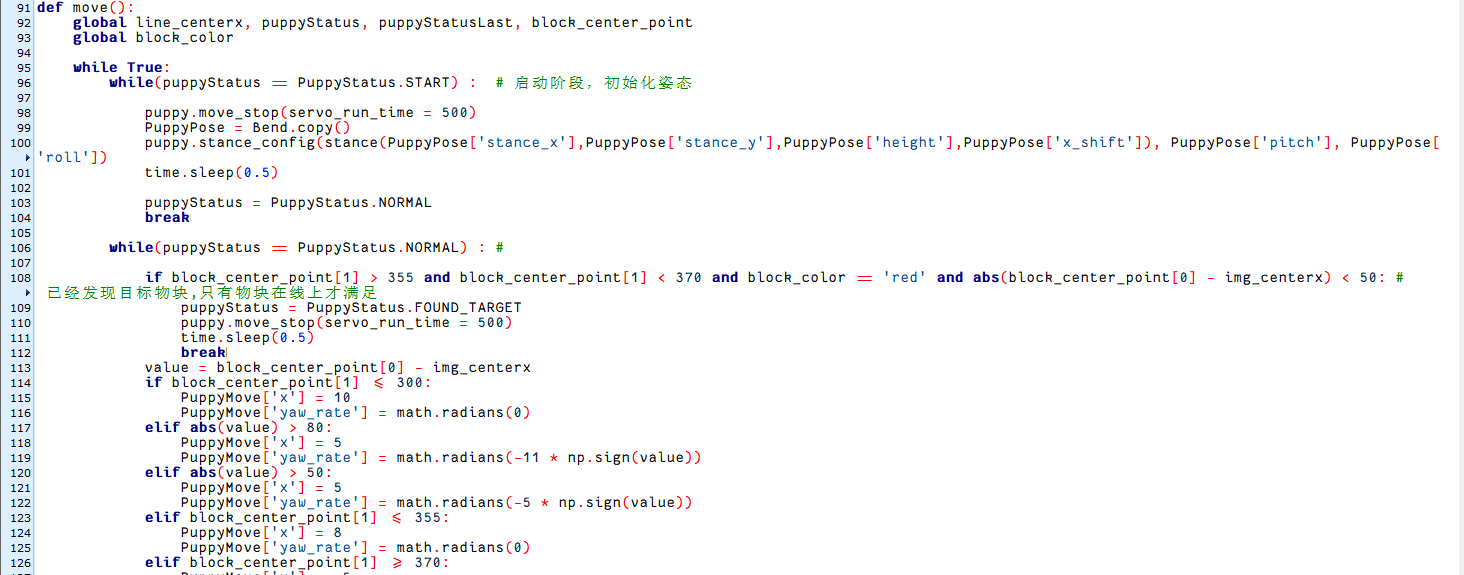 91 def move():
92     global line_centerx, puppyStatus, puppyStatusLast, block_center_point
93     global block_color
94
95     while True:
96         while(puppyStatus == PuppyStatus.START) :  # 启动阶段，初始化姿态
97
98             puppy.move_stop(servo_run_time = 500)
99             PuppyPose = Bend.copy()
100             puppy.stance_config(stance(PuppyPose['stance_x'],PuppyPose['stance_y'],PuppyPose['height'],PuppyPose['x_shift']), PuppyPose['pitch'], PuppyPose[
'roll'])
101             time.sleep(0.5)
102
103             puppyStatus = PuppyStatus.NORMAL
104             break
105
106         while(puppyStatus == PuppyStatus.NORMAL) : #
107
108             if block_center_point[1] > 355 and block_center_point[1] < 370 and block_color == 'red' and abs(block_center_point[0] - img_centerx) < 50: #
已经发现目标物块,只有物块在线上才满足
109                 puppyStatus = PuppyStatus.FOUND_TARGET
110                 puppy.move_stop(servo_run_time = 500)
111                 time.sleep(0.5)
112                 break
113             value = block_center_point[0] - img_centerx
114             if block_center_point[1] <= 300:
115                 PuppyMove['x'] = 10
116                 PuppyMove['yaw_rate'] = math.radians(0)
117             elif abs(value) > 80:
118                 PuppyMove['x'] = 5
119                 PuppyMove['yaw_rate'] = math.radians(-11 * np.sign(value))
120             elif abs(value) > 50:
121                 PuppyMove['x'] = 5
122                 PuppyMove['yaw_rate'] = math.radians(-5 * np.sign(value))
123             elif block_center_point[1] <= 355:
124                 PuppyMove['x'] = 8
125                 PuppyMove['yaw_rate'] = math.radians(0)
126             elif block_center_point[1] >= 370: